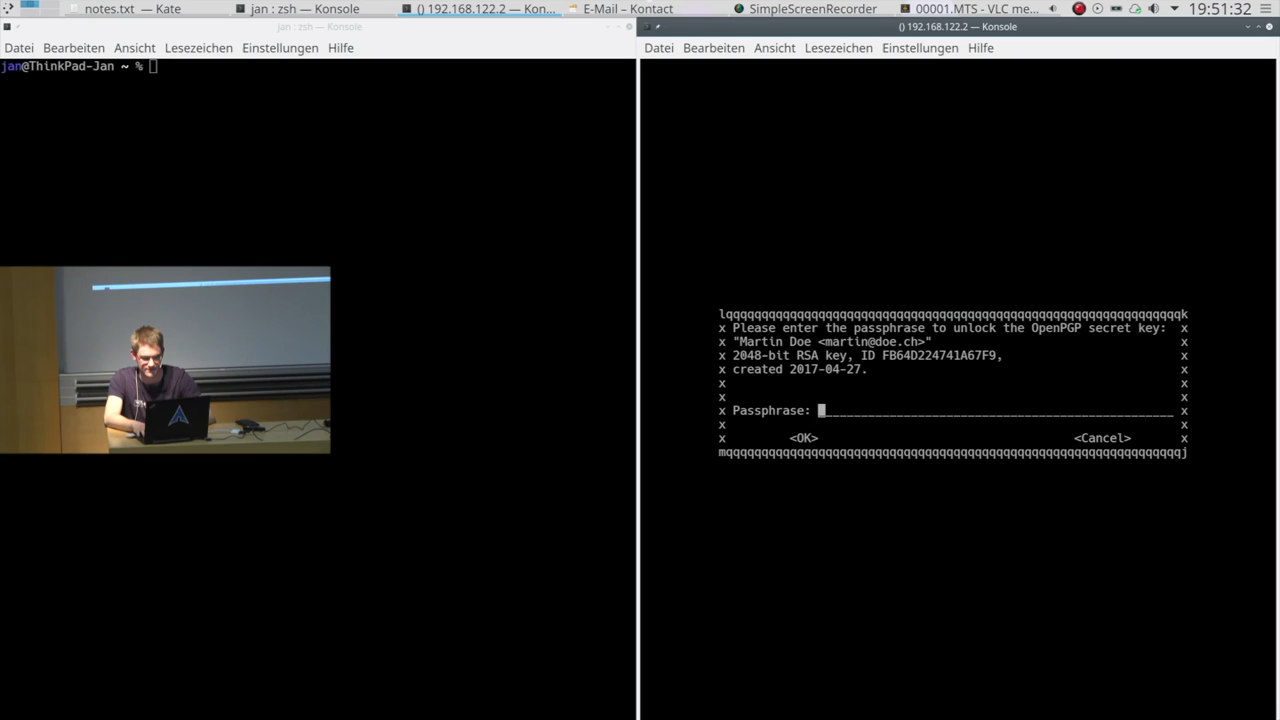 notes.txt — Kate
jan : zsh — Konsole
() 192.168.122.2 — Kon...
E-Mail – Kontact
SimpleScreenRecorder
00001.MTS - VLC me...
19:51:32
jan : zsh — Konsole
() 192.168.122.2 — Konsole
Datei Bearbeiten Ansicht Lesezeichen Einstellungen Hilfe
Datei Bearbeiten Ansicht Lesezeichen Einstellungen Hilfe
jan@ThinkPad-Jan ~ %
lqqqqqqqqqqqqqqqqqqqqqqqqqqqqqqqqqqqqqqqqqqqqqqqqqqqqqqqqqqqqqqqqk
x Please enter the passphrase to unlock the OpenPGP secret key: x
x "Martin Doe <martin@doe.ch>" x
x 2048-bit RSA key, ID FB64D224741A67F9, x
x created 2017-04-27. x
x x
x x
x Passphrase: ________________________________________________ x
x x
x <OK> <Cancel> x
mqqqqqqqqqqqqqqqqqqqqqqqqqqqqqqqqqqqqqqqqqqqqqqqqqqqqqqqqqqqqqqqqj